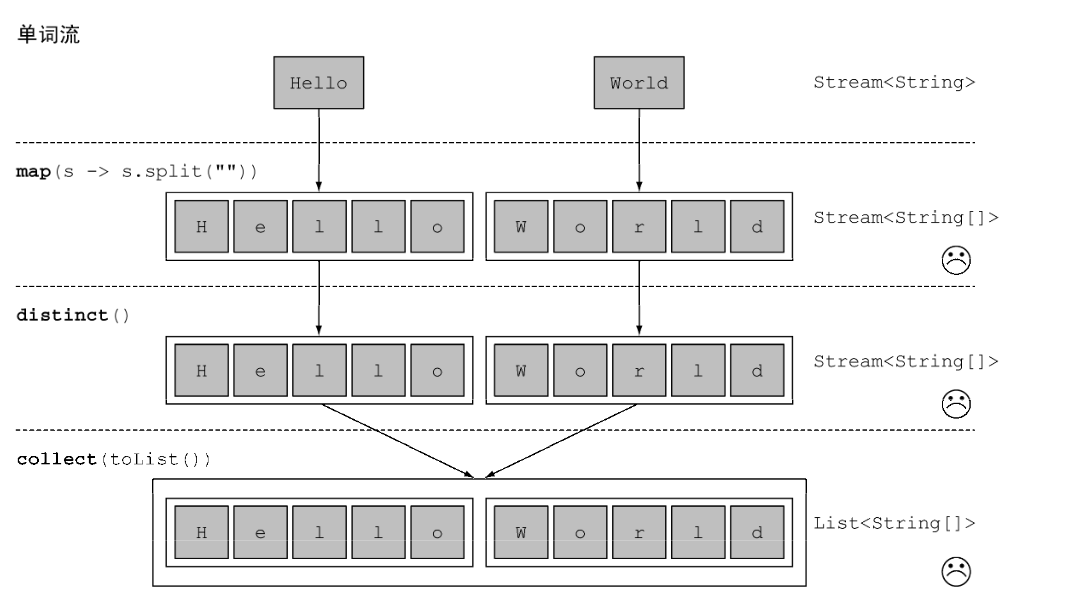 单词流
Hello World Stream<String>
map(s -> s.split(""))
H e l l o W o r l d Stream<String[]>
distinct()
H e l l o W o r l d Stream<String[]>
collect(toList())
H e l l o W o r l d List<String[]>